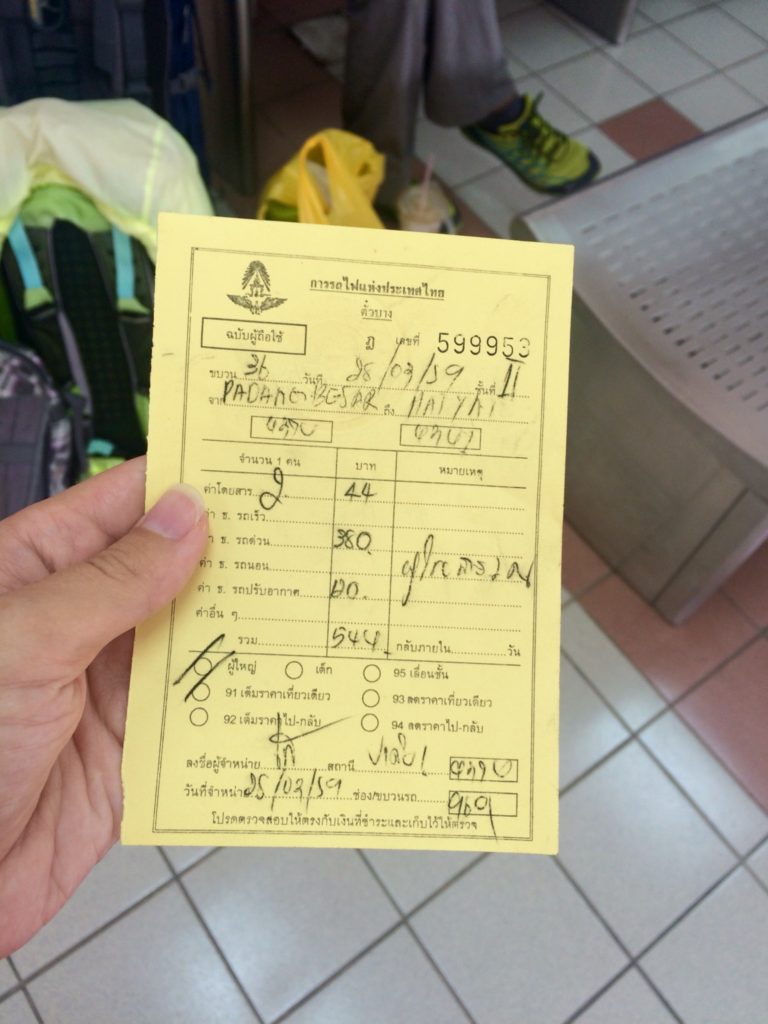 การรถไฟแห่งประเทศไทย
ตั๋วบาง
ฉบับผู้ถือใช้ ฎ เลขที่ 599953
ขบวน 36 วันที่ 28/02/59 ชั้นที่ II
จาก PADANG BESAR ถึง HATYAI
จำนวน 1 คน บาท หมายเหตุ
ค่าโดยสาร 2. 44
ค่า ธ. รถเร็ว
ค่า ธ. รถด่วน 380.
ค่า ธ. รถนอน
ค่า ธ. รถปรับอากาศ 120.
ค่าอื่น ๆ
รวม 544. กลับภายใน วัน
ผู้ใหญ่ เด็ก 95 เลื่อนชั้น
91 เต็มราคาเที่ยวเดียว 93 ลดราคาเที่ยวเดียว
92 เต็มราคาไป-กลับ 94 ลดราคาไป-กลับ
ลงชื่อผู้จำหน่าย สถานี
วันที่จำหน่าย /02/59 ช่อง/ขบวนรถ
โปรดตรวจสอบให้ตรงกับเงินที่ชำระและเก็บไว้ให้ตรวจ